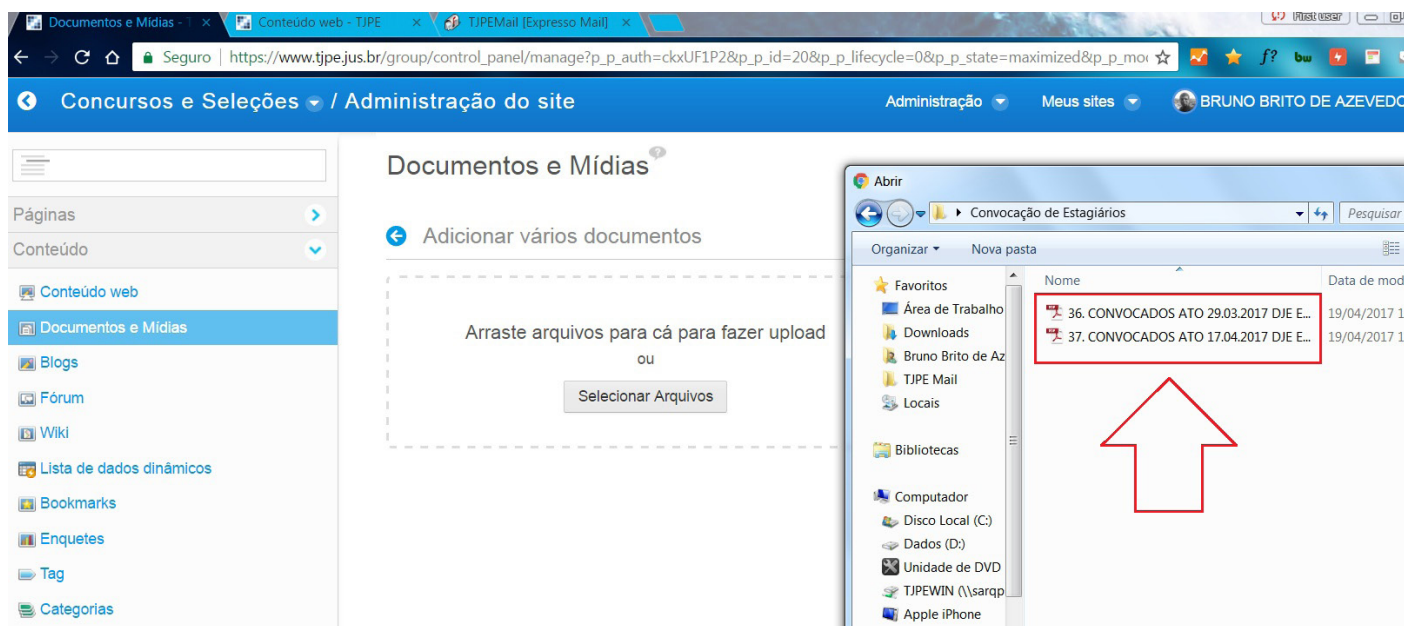 Documentos e Mídias - T
Conteúdo web - TJPE
TJPEMail [Expresso Mail]
First user
Seguro
https://www.tjpe.jus.br/group/control_panel/manage?p_p_auth=ckxUF1P2&p_p_id=20&p_p_lifecycle=0&p_p_state=maximized&p_p_mo
f?
bw
Concursos e Seleções / Administração do site
Administração
Meus sites
BRUNO BRITO DE AZEVEDO
Documentos e Mídias
Páginas
Conteúdo
Conteúdo web
Documentos e Mídias
Blogs
Fórum
Wiki
Lista de dados dinâmicos
Bookmarks
Enquetes
Tag
Categorias
Adicionar vários documentos
Arraste arquivos para cá para fazer upload
ou
Selecionar Arquivos
Abrir
Convocação de Estagiários
Pesquisar
Organizar
Nova pasta
Favoritos
Área de Trabalho
Downloads
Bruno Brito de Az
TJPE Mail
Locais
Bibliotecas
Computador
Disco Local (C:)
Dados (D:)
Unidade de DVD
TJPEWIN (\\sarqp
Apple iPhone
Nome
Data de mod
36. CONVOCADOS ATO 29.03.2017 DJE E... 19/04/2017 1
37. CONVOCADOS ATO 17.04.2017 DJE E... 19/04/2017 1